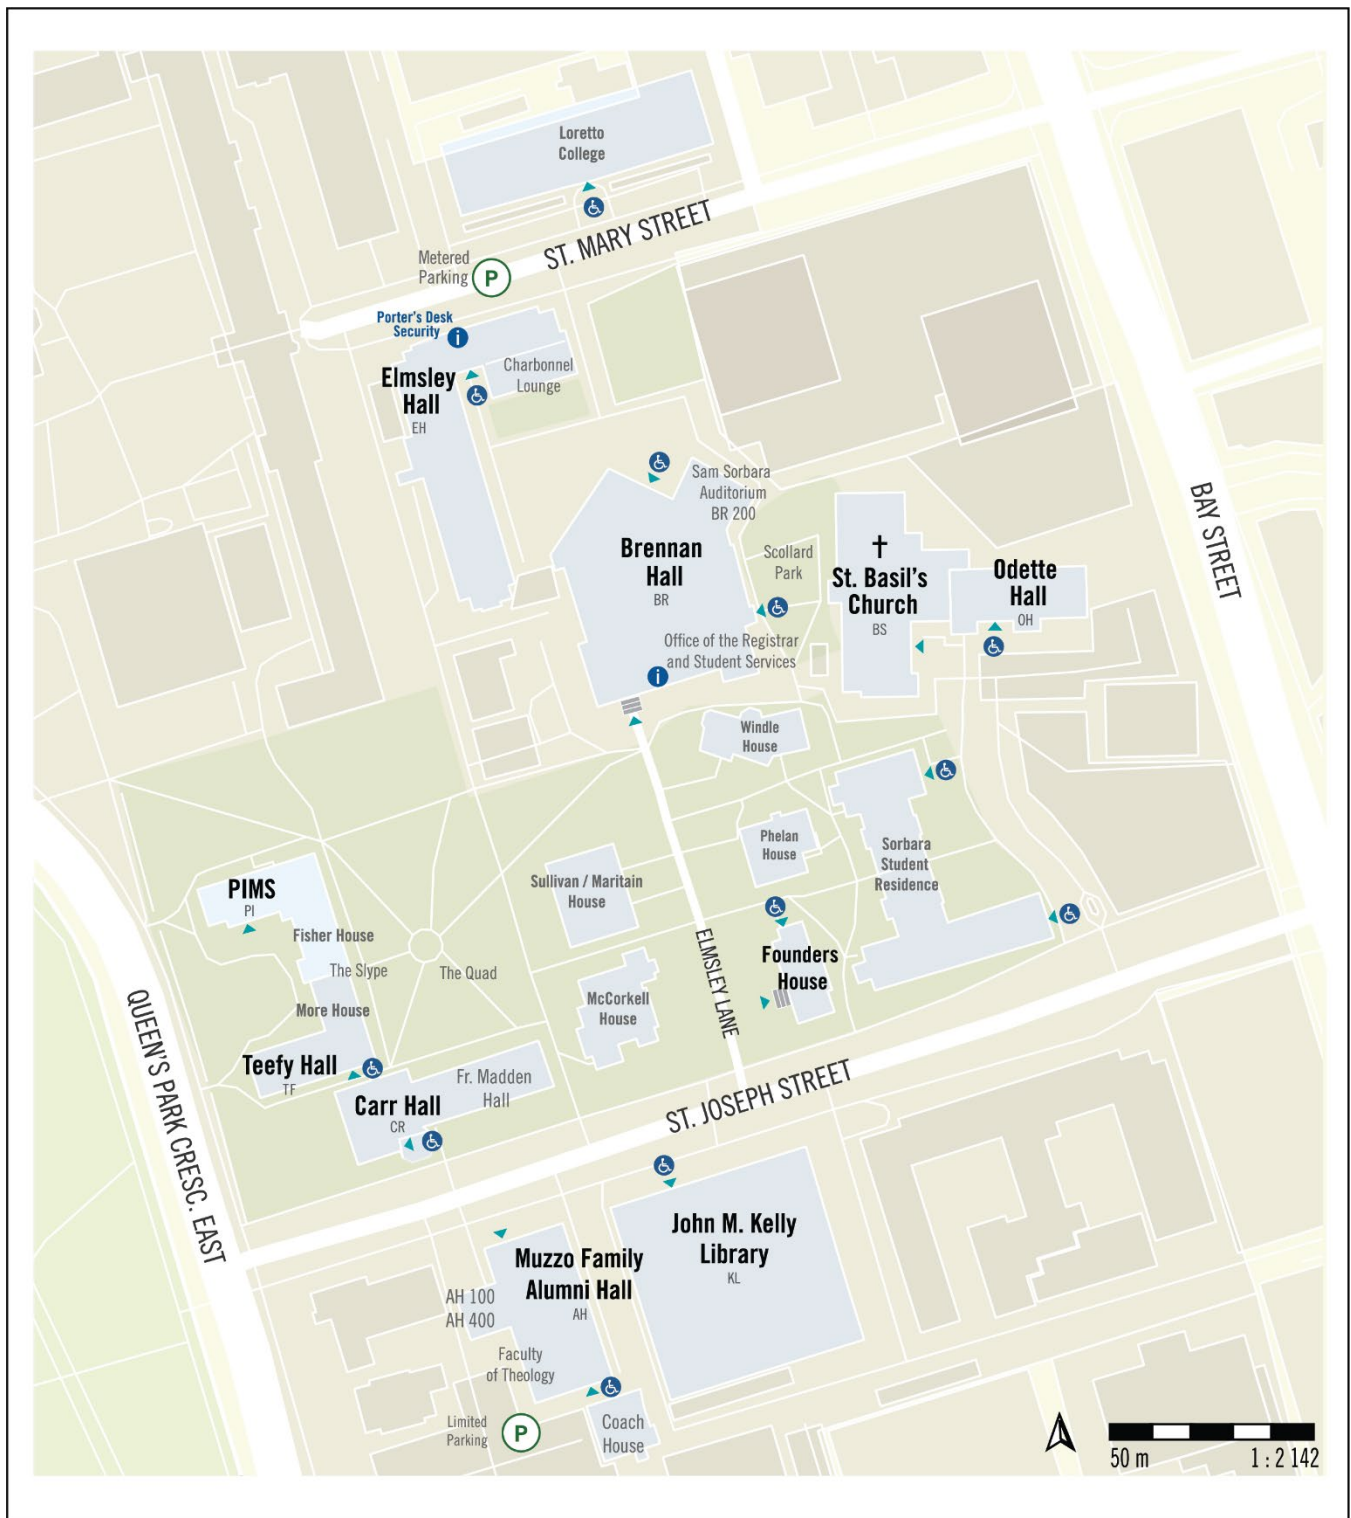 Loretto
College
ST. MARY STREET
Metered
Parking
P
Porter's Desk
Security
i
Charbonnel
Lounge
Elmsley
Hall
EH
Sam Sorbara
Auditorium
BR 200
BAY STREET
Brennan
Hall
BR
Scollard
Park
St. Basil's
Church
BS
Odette
Hall
OH
Office of the Registrar
and Student Services
i
Windle
House
Phelan
House
Sorbara
Student
Residence
Sullivan / Maritain
House
PIMS
PI
Fisher House
The Slype
The Quad
More House
ELMSLEY LANE
Founders
House
McCorkell
House
QUEEN'S PARK CRESC. EAST
Teefy Hall
TF
Fr. Madden
Hall
Carr Hall
CR
ST. JOSEPH STREET
John M. Kelly
Library
KL
Muzzo Family
Alumni Hall
AH
AH 100
AH 400
Faculty
of Theology
Limited
Parking
P
Coach
House
50 m
1 : 2 142